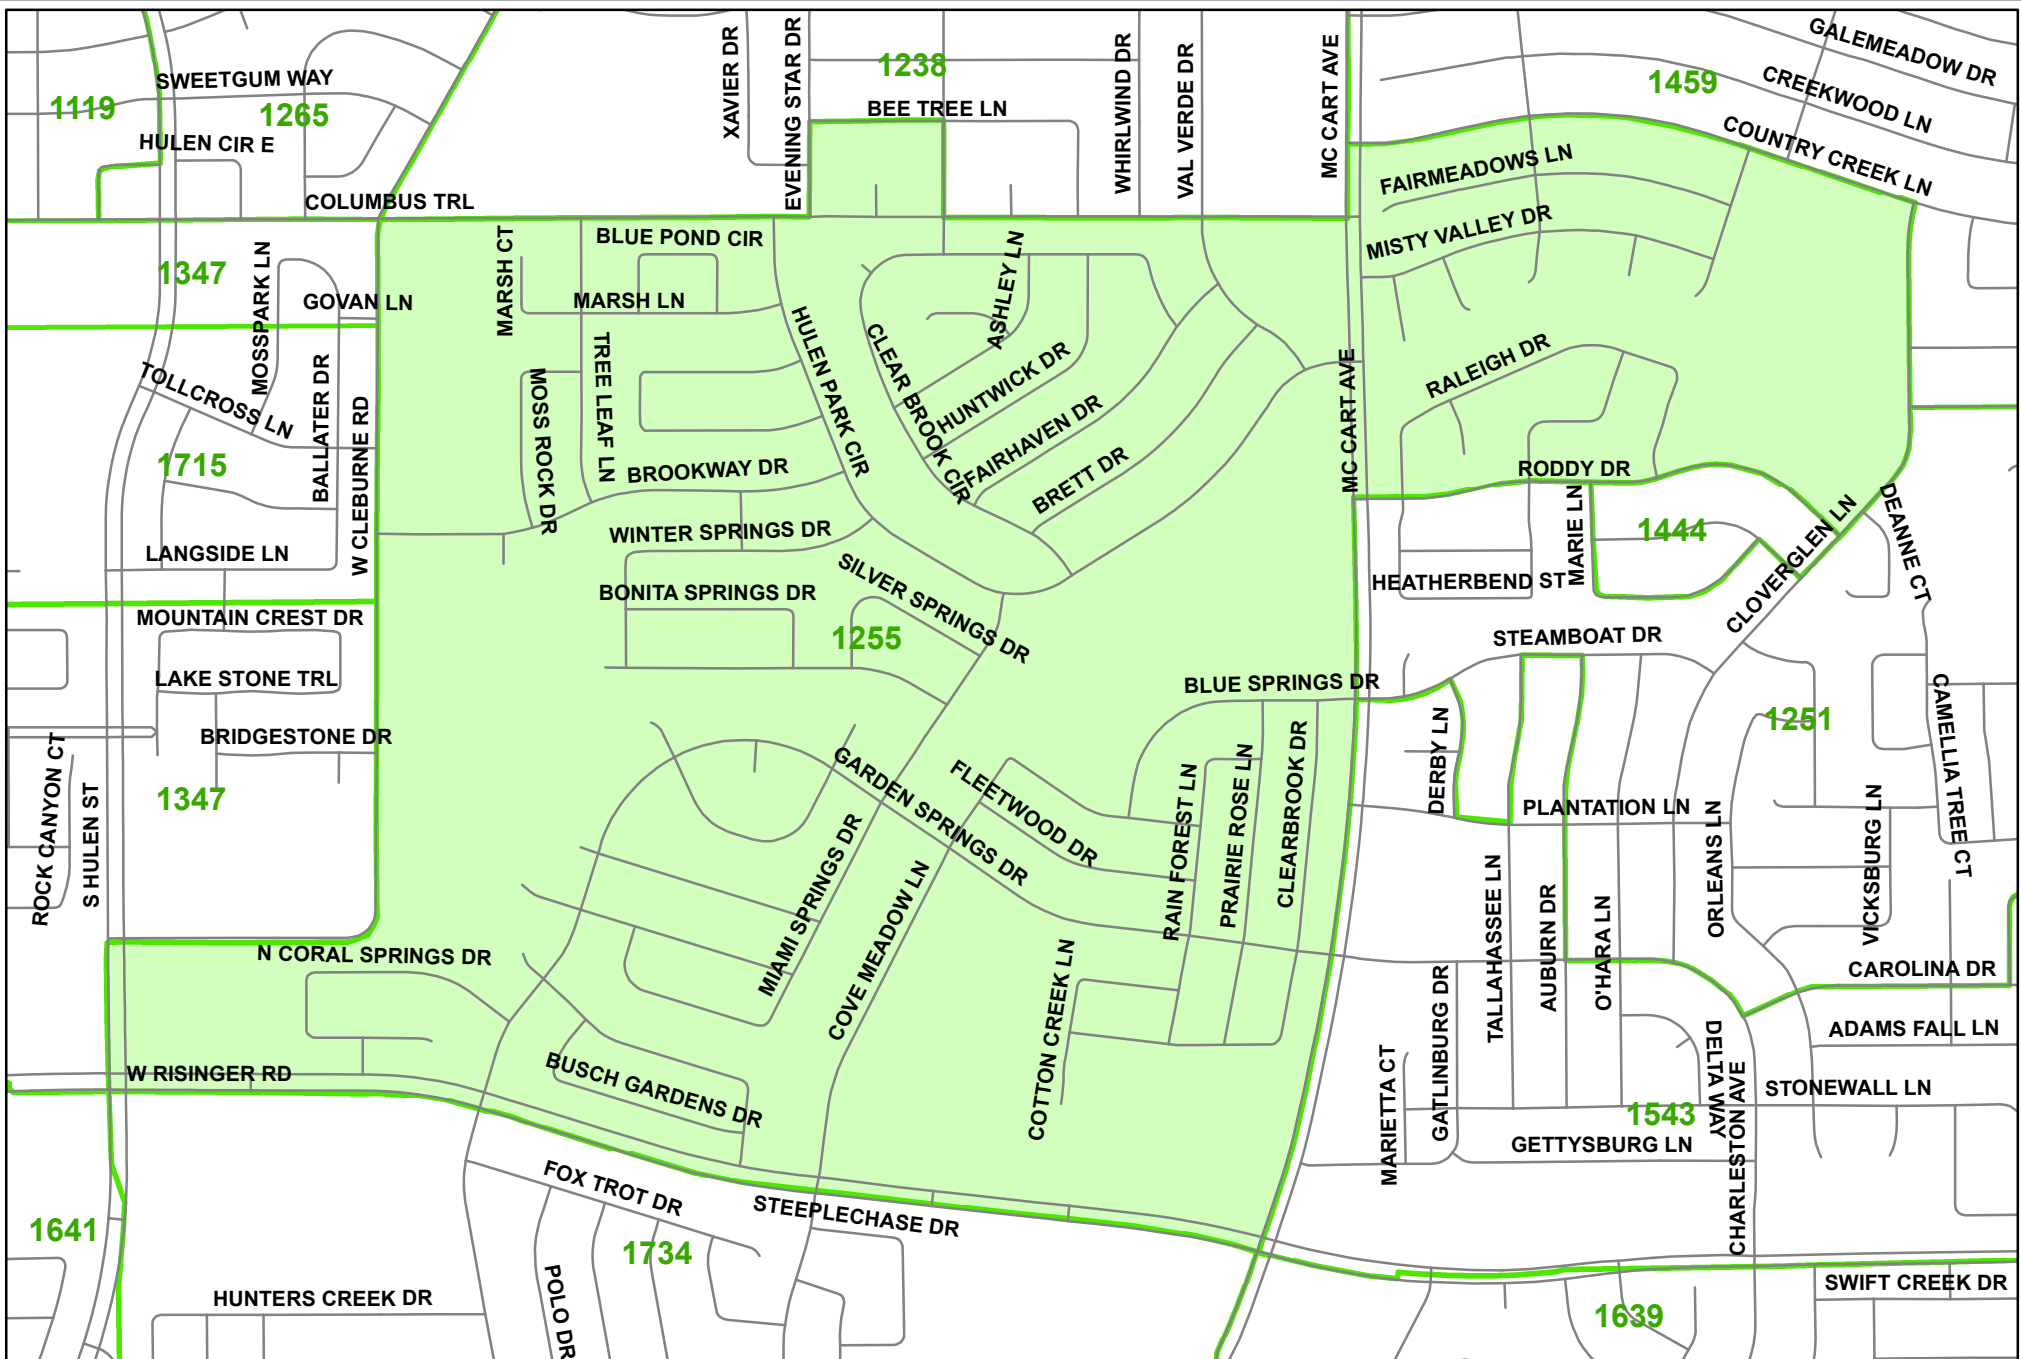 GALEMEADOW DR
SWEETGUM WAY
XAVIER DR
EVENING STAR DR
1238
WHIRLWIND DR
VAL VERDE DR
MC CART AVE
1459
CREEKWOOD LN
1119
1265
BEE TREE LN
COUNTRY CREEK LN
HULEN CIR E
FAIRMEADOWS LN
COLUMBUS TRL
MISTY VALLEY DR
BLUE POND CIR
MARSH CT
ASHLEY LN
1347
MOSSPARK LN
GOVAN LN
MARSH LN
HULEN PARK CIR
CLEAR BROOK CIR
HUNTWICK DR
MC CART AVE
RALEIGH DR
TREE LEAF LN
MOSS ROCK DR
TOLLCROSS LN
BALLATER DR
W CLEBURNE RD
FAIRHAVEN DR
1715
BROOKWAY DR
BRETT DR
RODDY DR
MARIE LN
1444
CLOVERGLEN LN
DEANNE CT
WINTER SPRINGS DR
LANGSIDE LN
SILVER SPRINGS DR
HEATHERBEND ST
BONITA SPRINGS DR
MOUNTAIN CREST DR
1255
STEAMBOAT DR
LAKE STONE TRL
BLUE SPRINGS DR
CAMELLIA TREE CT
1251
BRIDGESTONE DR
ROCK CANYON CT
S HULEN ST
1347
GARDEN SPRINGS DR
FLEETWOOD DR
RAIN FOREST LN
PRAIRIE ROSE LN
CLEARBROOK DR
DERBY LN
PLANTATION LN
ORLEANS LN
VICKSBURG LN
MIAMI SPRINGS DR
COVE MEADOW LN
TALLAHASSEE LN
AUBURN DR
O'HARA LN
N CORAL SPRINGS DR
COTTON CREEK LN
GATLINBURG DR
CAROLINA DR
ADAMS FALL LN
DELTA WAY
W RISINGER RD
BUSCH GARDENS DR
MARIETTA CT
CHARLESTON AVE
STONEWALL LN
1543
GETTYSBURG LN
FOX TROT DR
STEEPLECHASE DR
1641
1734
POLO DR
HUNTERS CREEK DR
SWIFT CREEK DR
1639